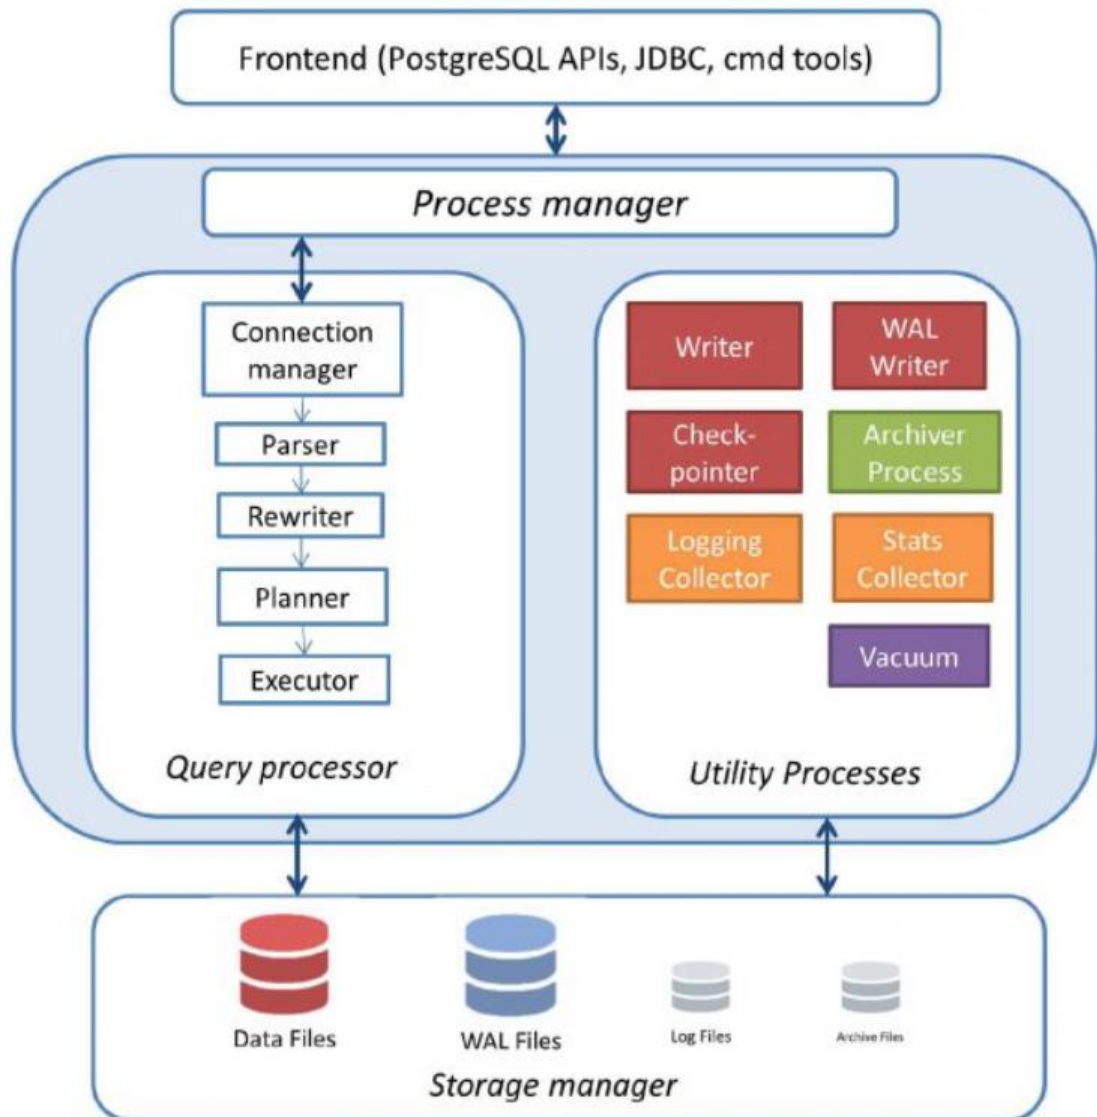 Frontend (PostgreSQL APIs, JDBC, cmd tools)
Process manager
Connection
manager
Parser
Rewriter
Planner
Executor
Query processor
Writer
WAL
Writer
Check-
pointer
Archiver
Process
Logging
Collector
Stats
Collector
Vacuum
Utility Processes
Data Files
WAL Files
Log Files
Archive Files
Storage manager